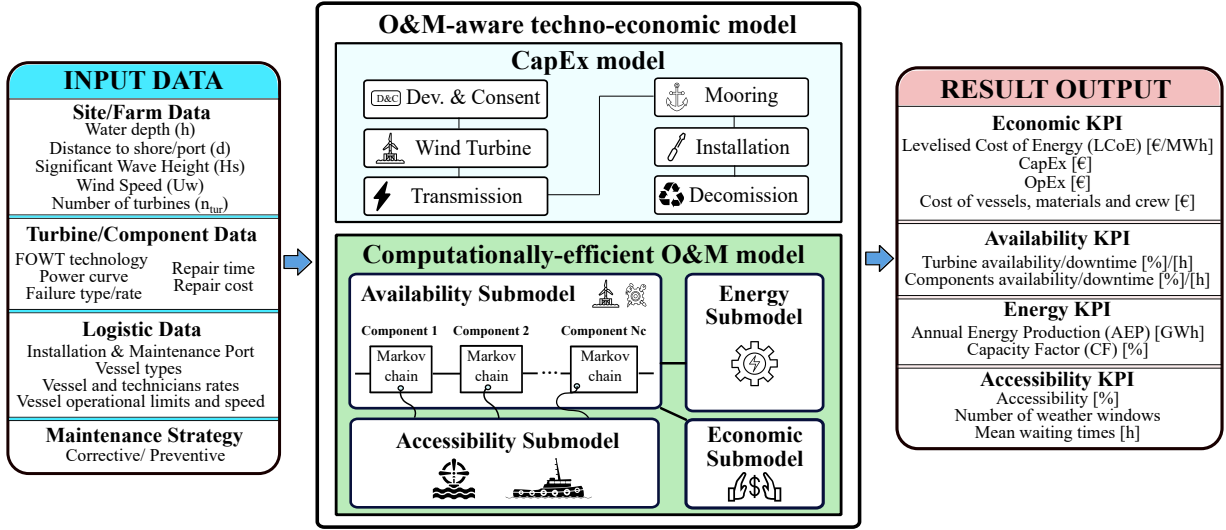 INPUT DATA
Site/Farm Data
Water depth (h)
Distance to shore/port (d)
Significant Wave Height (Hs)
Wind Speed (Uw)
Number of turbines (n_tur)
Turbine/Component Data
FOWT technology
Power curve
Failure type/rate
Repair time
Repair cost
Logistic Data
Installation & Maintenance Port
Vessel types
Vessel and technicians rates
Vessel operational limits and speed
Maintenance Strategy
Corrective/ Preventive
O&M-aware techno-economic model
CapEx model
D&C Dev. & Consent
Wind Turbine
Transmission
Mooring
Installation
Decomission
Computationally-efficient O&M model
Availability Submodel
Component 1
Component 2
Component Nc
Markov
chain
Markov
chain
Markov
chain
Accessibility Submodel
Energy
Submodel
Economic
Submodel
RESULT OUTPUT
Economic KPI
Levelised Cost of Energy (LCoE) [€/MWh]
CapEx [€]
OpEx [€]
Cost of vessels, materials and crew [€]
Availability KPI
Turbine availability/downtime [%]/[h]
Components availability/downtime [%]/[h]
Energy KPI
Annual Energy Production (AEP) [GWh]
Capacity Factor (CF) [%]
Accessibility KPI
Accessibility [%]
Number of weather windows
Mean waiting times [h]